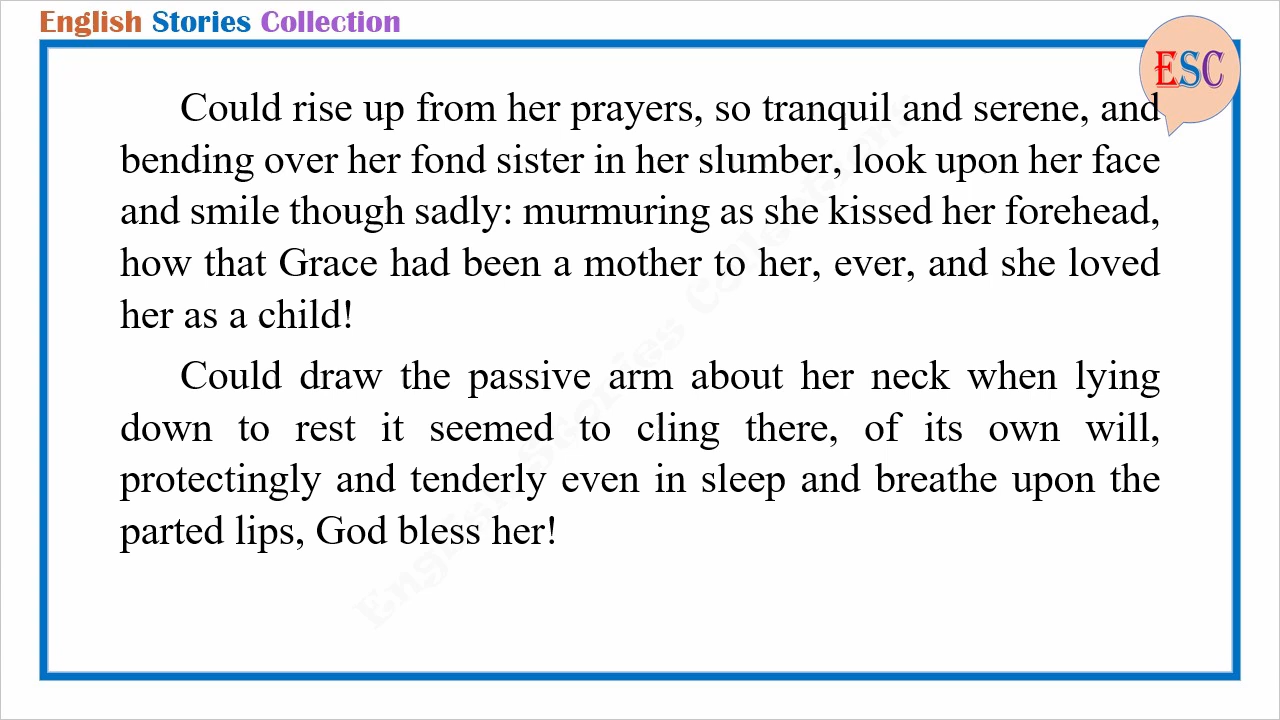 English Stories Collection
ESC
Could rise up from her prayers, so tranquil and serene, and
bending over her fond sister in her slumber, look upon her face
and smile though sadly: murmuring as she kissed her forehead,
how that Grace had been a mother to her, ever, and she loved
her as a child!
Could draw the passive arm about her neck when lying
down to rest it seemed to cling there, of its own will,
protectingly and tenderly even in sleep and breathe upon the
parted lips, God bless her!
English Stories Collection